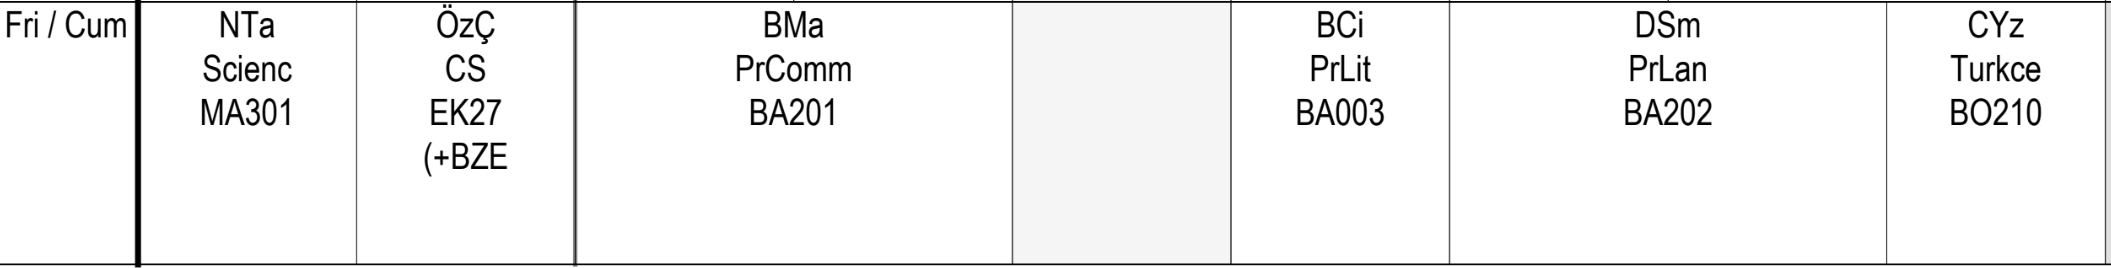 Fri / Cum
NTa
Scienc
MA301
ÖzÇ
CS
EK27
(+BZE
BMa
PrComm
BA201
BCi
PrLit
BA003
DSm
PrLan
BA202
CYz
Turkce
BO210